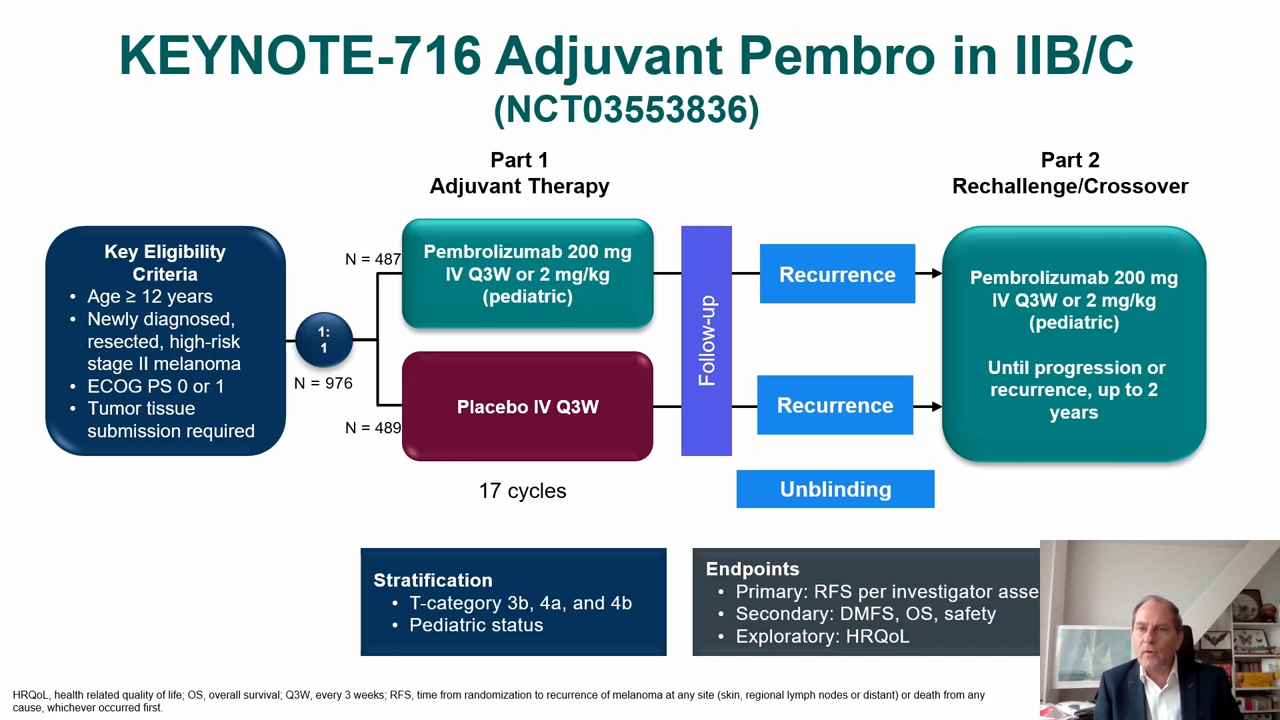 KEYNOTE-716 Adjuvant Pembro in IIB/C
(NCT03553836)
Part 1
Adjuvant Therapy
Part 2
Rechallenge/Crossover
Key Eligibility
Criteria
• Age ≥ 12 years
• Newly diagnosed,
resected, high-risk
stage II melanoma
• ECOG PS 0 or 1
• Tumor tissue
submission required
1:
1
N = 976
N = 487
Pembrolizumab 200 mg
IV Q3W or 2 mg/kg
(pediatric)
N = 489
Placebo IV Q3W
17 cycles
Follow-up
Recurrence
Recurrence
Unblinding
Pembrolizumab 200 mg
IV Q3W or 2 mg/kg
(pediatric)
Until progression or
recurrence, up to 2
years
Stratification
• T-category 3b, 4a, and 4b
• Pediatric status
Endpoints
• Primary: RFS per investigator asse
• Secondary: DMFS, OS, safety
• Exploratory: HRQoL
HRQoL, health related quality of life; OS, overall survival; Q3W, every 3 weeks; RFS, time from randomization to recurrence of melanoma at any site (skin, regional lymph nodes or distant) or death from any
cause, whichever occurred first.